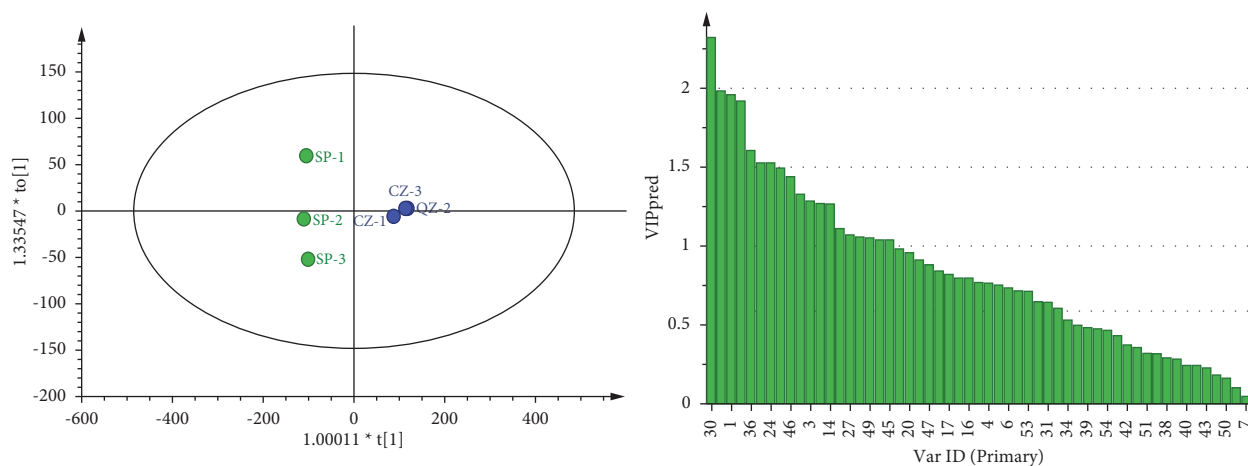 150
100
50
0
-50
-100
-150
-200
-600
-400
-200
0
200
400
1.33547 * to[1]
1.00011 * t[1]
SP-1
SP-2
SP-3
CZ-3
QZ-2
CZ-1
2
1.5
1
0.5
0
VIPpred
30 1 36 24 46 3 14 27 49 45 20 47 17 16 4 6 53 31 34 39 54 42 51 38 40 43 50 7
Var ID (Primary)